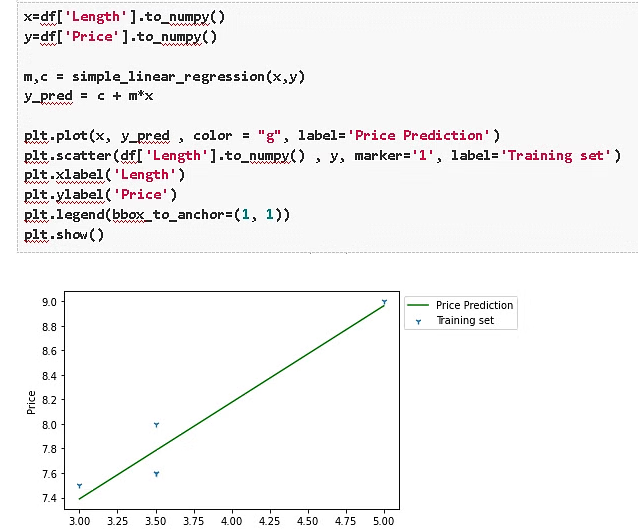 x=df['Length'].to_numpy()
y=df['Price'].to_numpy()
m,c = simple_linear_regression(x,y)
y_pred = c + m*x
plt.plot(x, y_pred , color = "g", label='Price Prediction')
plt.scatter(df['Length'].to_numpy() , y, marker='1', label='Training set')
plt.xlabel('Length')
plt.ylabel('Price')
plt.legend(bbox_to_anchor=(1, 1))
plt.show()
Price Prediction
Training set
9.0
8.8
8.6
8.4
8.2
8.0
7.8
7.6
7.4
Price
3.00 3.25 3.50 3.75 4.00 4.25 4.50 4.75 5.00